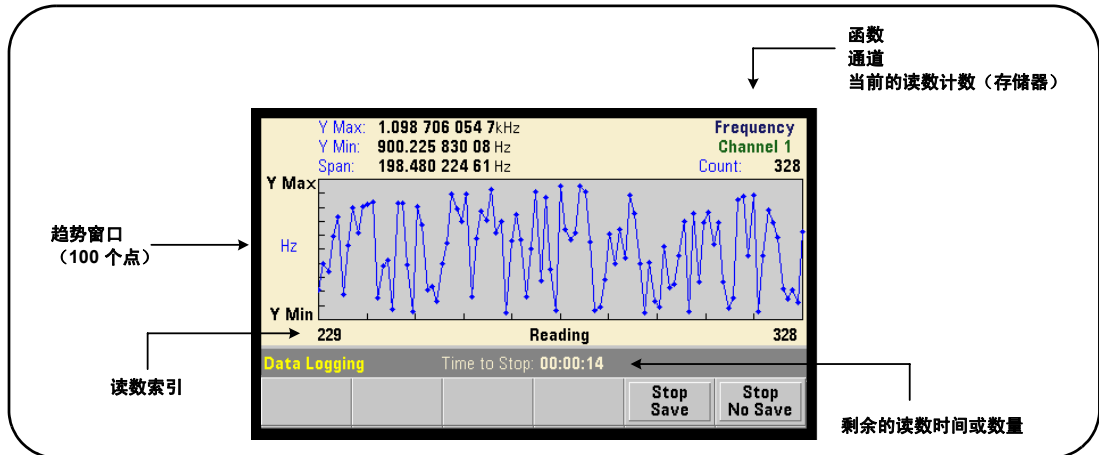 函数
通道
当前的读数计数（存储器）
Y Max: 1.098 706 054 7kHz
Frequency
Y Min: 900.225 830 08 Hz
Channel 1
Span: 198.480 224 61 Hz
Count: 328
Y Max
趋势窗口
（100 个点）
Hz
Y Min
229
Reading
328
Data Logging
Time to Stop: 00:00:14
读数索引
Stop
Save
Stop
No Save
剩余的读数时间或数量